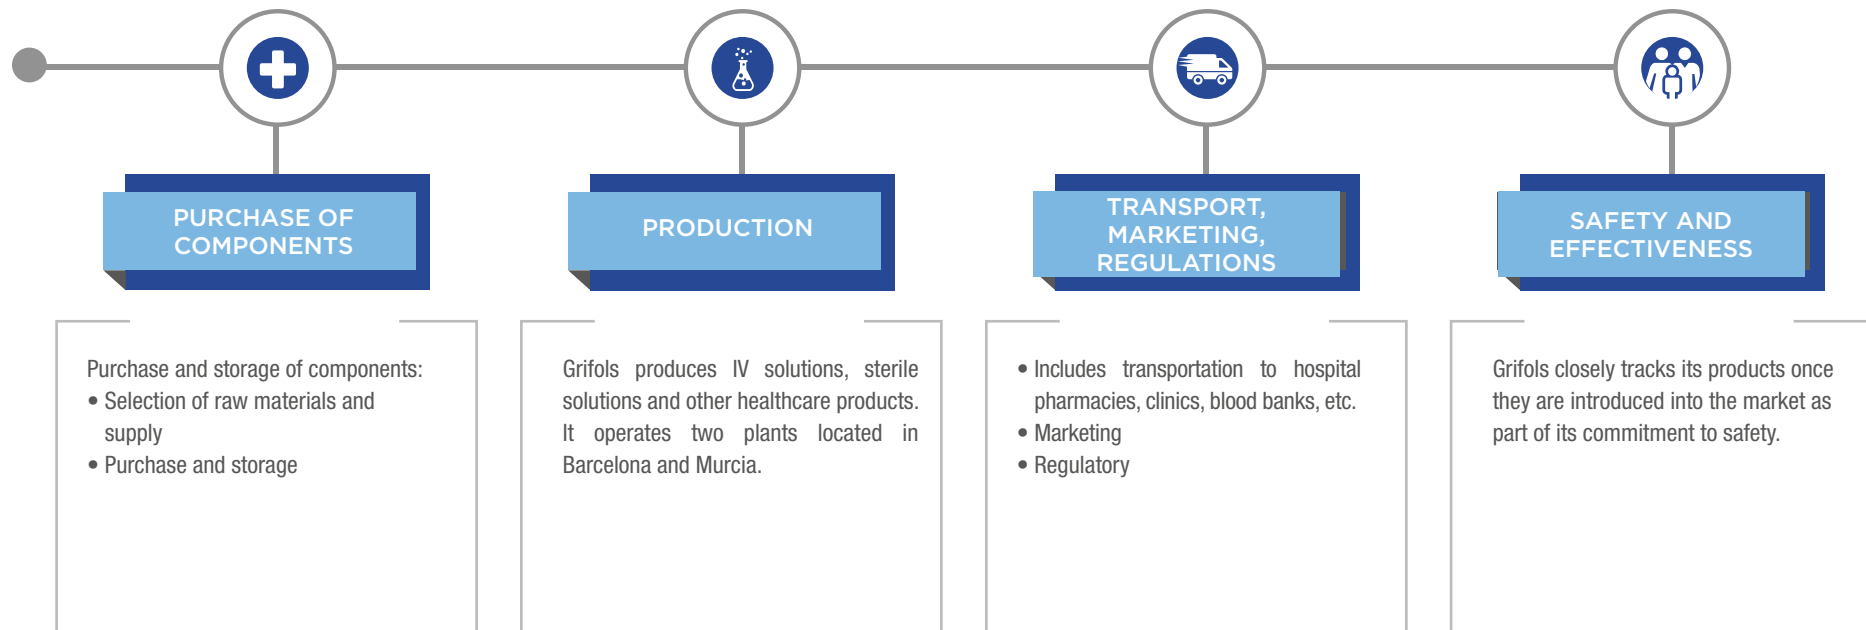 PURCHASE OF
COMPONENTS
Purchase and storage of components:
• Selection of raw materials and
supply
• Purchase and storage
PRODUCTION
Grifols produces IV solutions, sterile
solutions and other healthcare products.
It operates two plants located in
Barcelona and Murcia.
TRANSPORT,
MARKETING,
REGULATIONS
• Includes transportation to hospital
pharmacies, clinics, blood banks, etc.
• Marketing
• Regulatory
SAFETY AND
EFFECTIVENESS
Grifols closely tracks its products once
they are introduced into the market as
part of its commitment to safety.